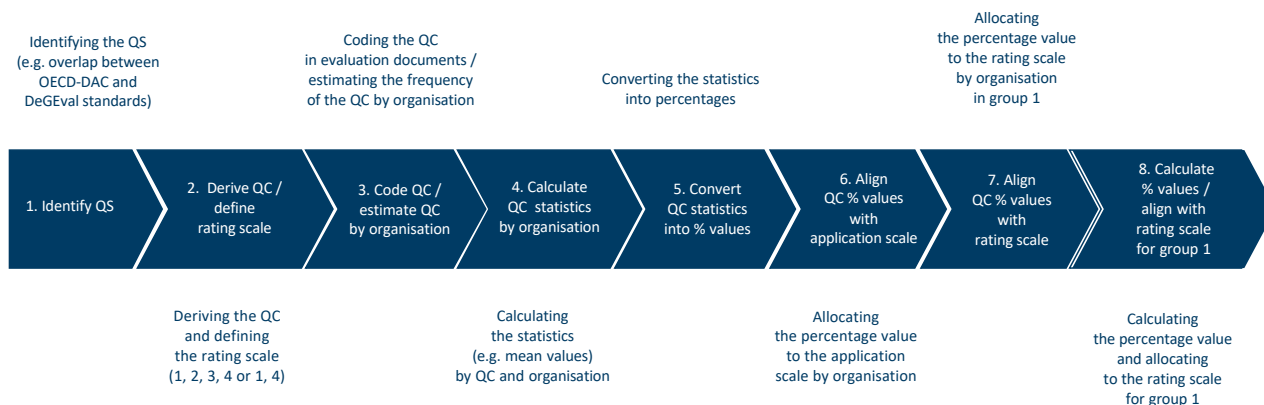 Identifying the QS
(e.g. overlap between
OECD-DAC and
DeGEval standards)
Coding the QC
in evaluation documents /
estimating the frequency
of the QC by organisation
Converting the statistics
into percentages
Allocating
the percentage value
to the rating scale
by organisation
in group 1
1. Identify QS
2. Derive QC /
define
rating scale
3. Code QC /
estimate QC
by organisation
4. Calculate
QC statistics
by organisation
5. Convert
QC statistics
into % values
6. Align
QC % values
with
application scale
7. Align
QC % values
with
rating scale
8. Calculate
% values /
align with
rating scale
for group 1
Deriving the QC
and defining
the rating scale
(1, 2, 3, 4 or 1, 4)
Calculating
the statistics
(e.g. mean values)
by QC and organisation
Allocating
the percentage value
to the application
scale by organisation
Calculating
the percentage value
and allocating
to the rating scale
for group 1